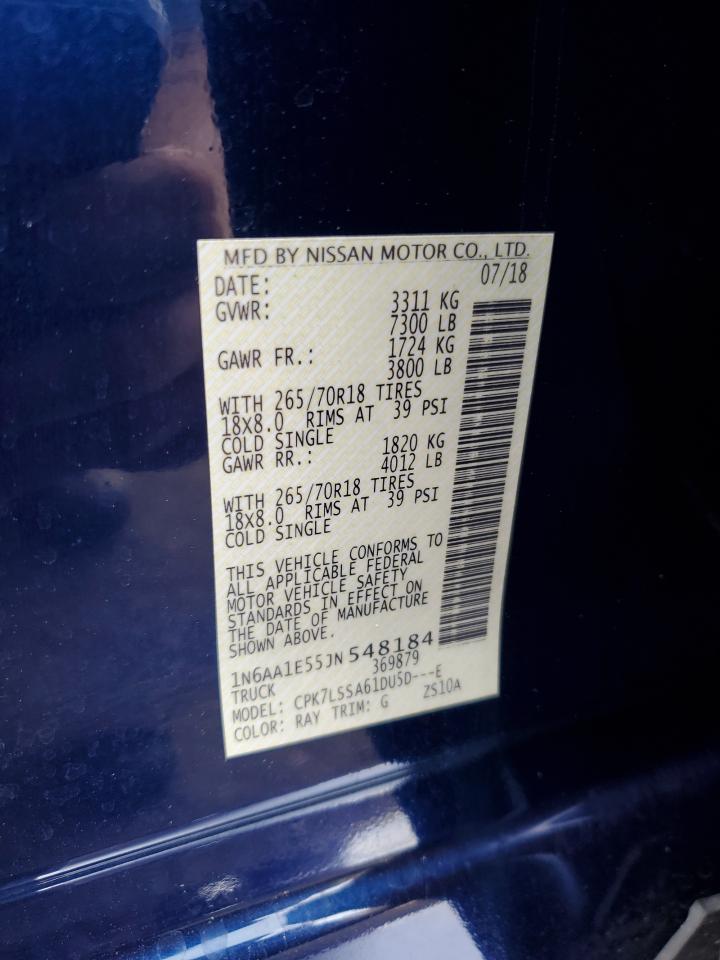 MFD BY NISSAN MOTOR CO., LTD.
DATE: 07/18
GVWR: 3311 KG
7300 LB
GAWR FR.: 1724 KG
3800 LB
WITH 265/70R18 TIRES
18X8.0 RIMS AT 39 PSI
COLD SINGLE
GAWR RR.: 1820 KG
4012 LB
WITH 265/70R18 TIRES
18X8.0 RIMS AT 39 PSI
COLD SINGLE
THIS VEHICLE CONFORMS TO
ALL APPLICABLE FEDERAL
MOTOR VEHICLE SAFETY
STANDARDS IN EFFECT ON
THE DATE OF MANUFACTURE
SHOWN ABOVE.
1N6AA1E55JN548184
TRUCK 369879
MODEL: CPK7LSSA61DU5D---E
COLOR: RAY TRIM: G ZS10A